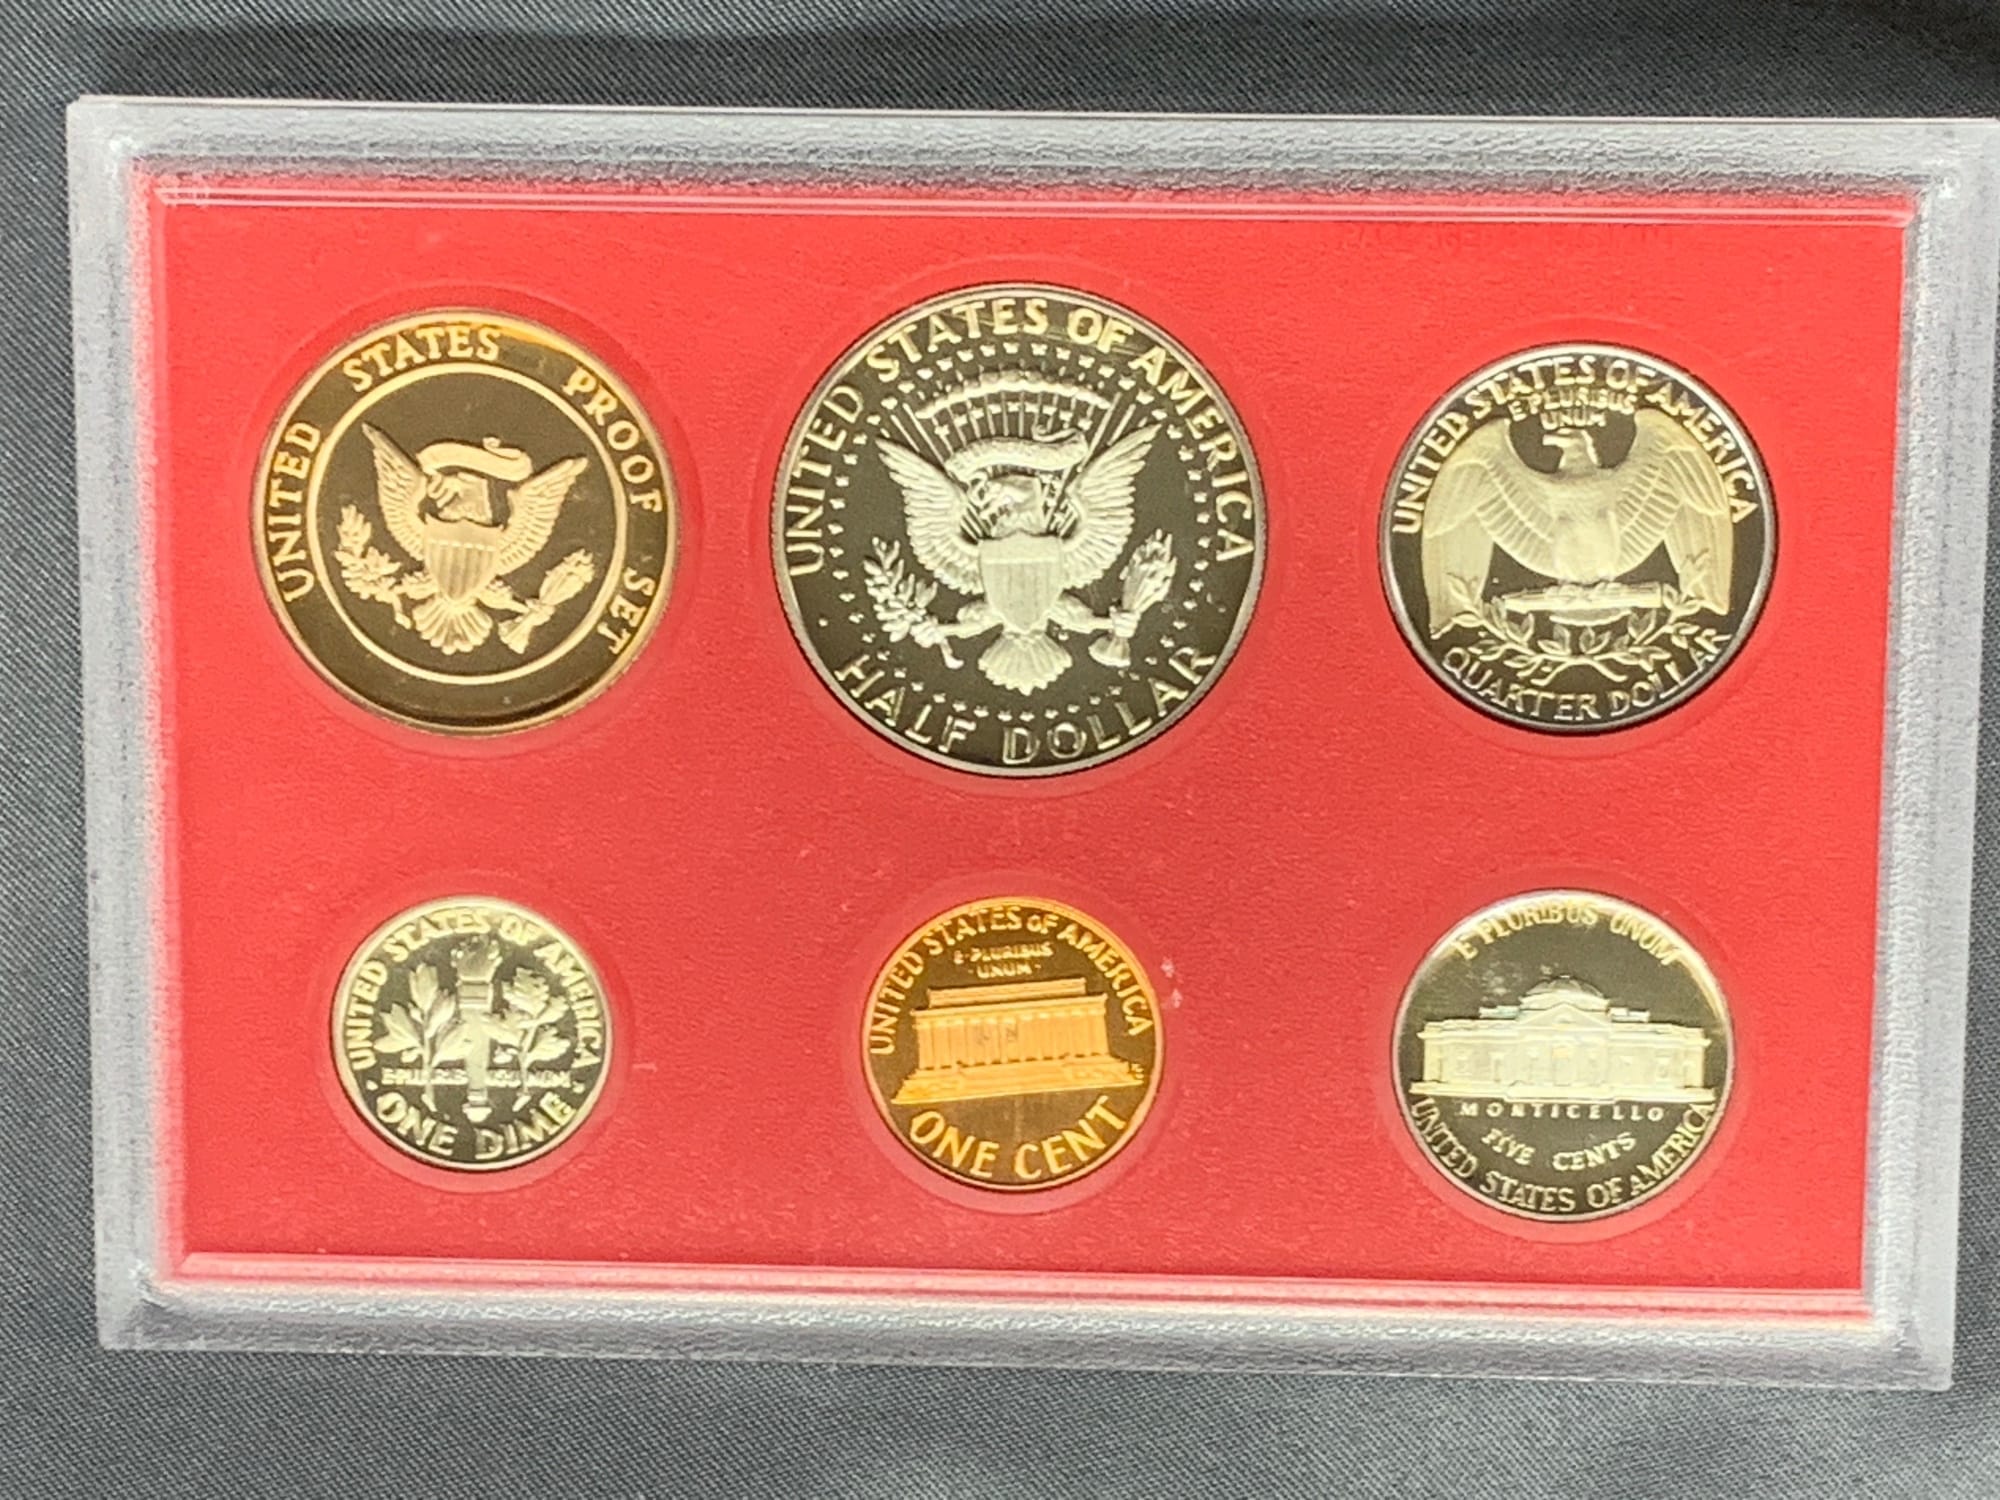 UNITED STATES PROOF SET
UNITED STATES OF AMERICA
HALF DOLLAR
UNITED STATES OF AMERICA
E PLURIBUS
UNUM
QUARTER DOLLAR
UNITED STATES OF AMERICA
E PLURIBUS UNUM
ONE DIME
UNITED STATES OF AMERICA
E·PLURIBUS
·UNUM·
ONE CENT
E PLURIBUS UNUM
MONTICELLO
FIVE CENTS
UNITED STATES OF AMERICA